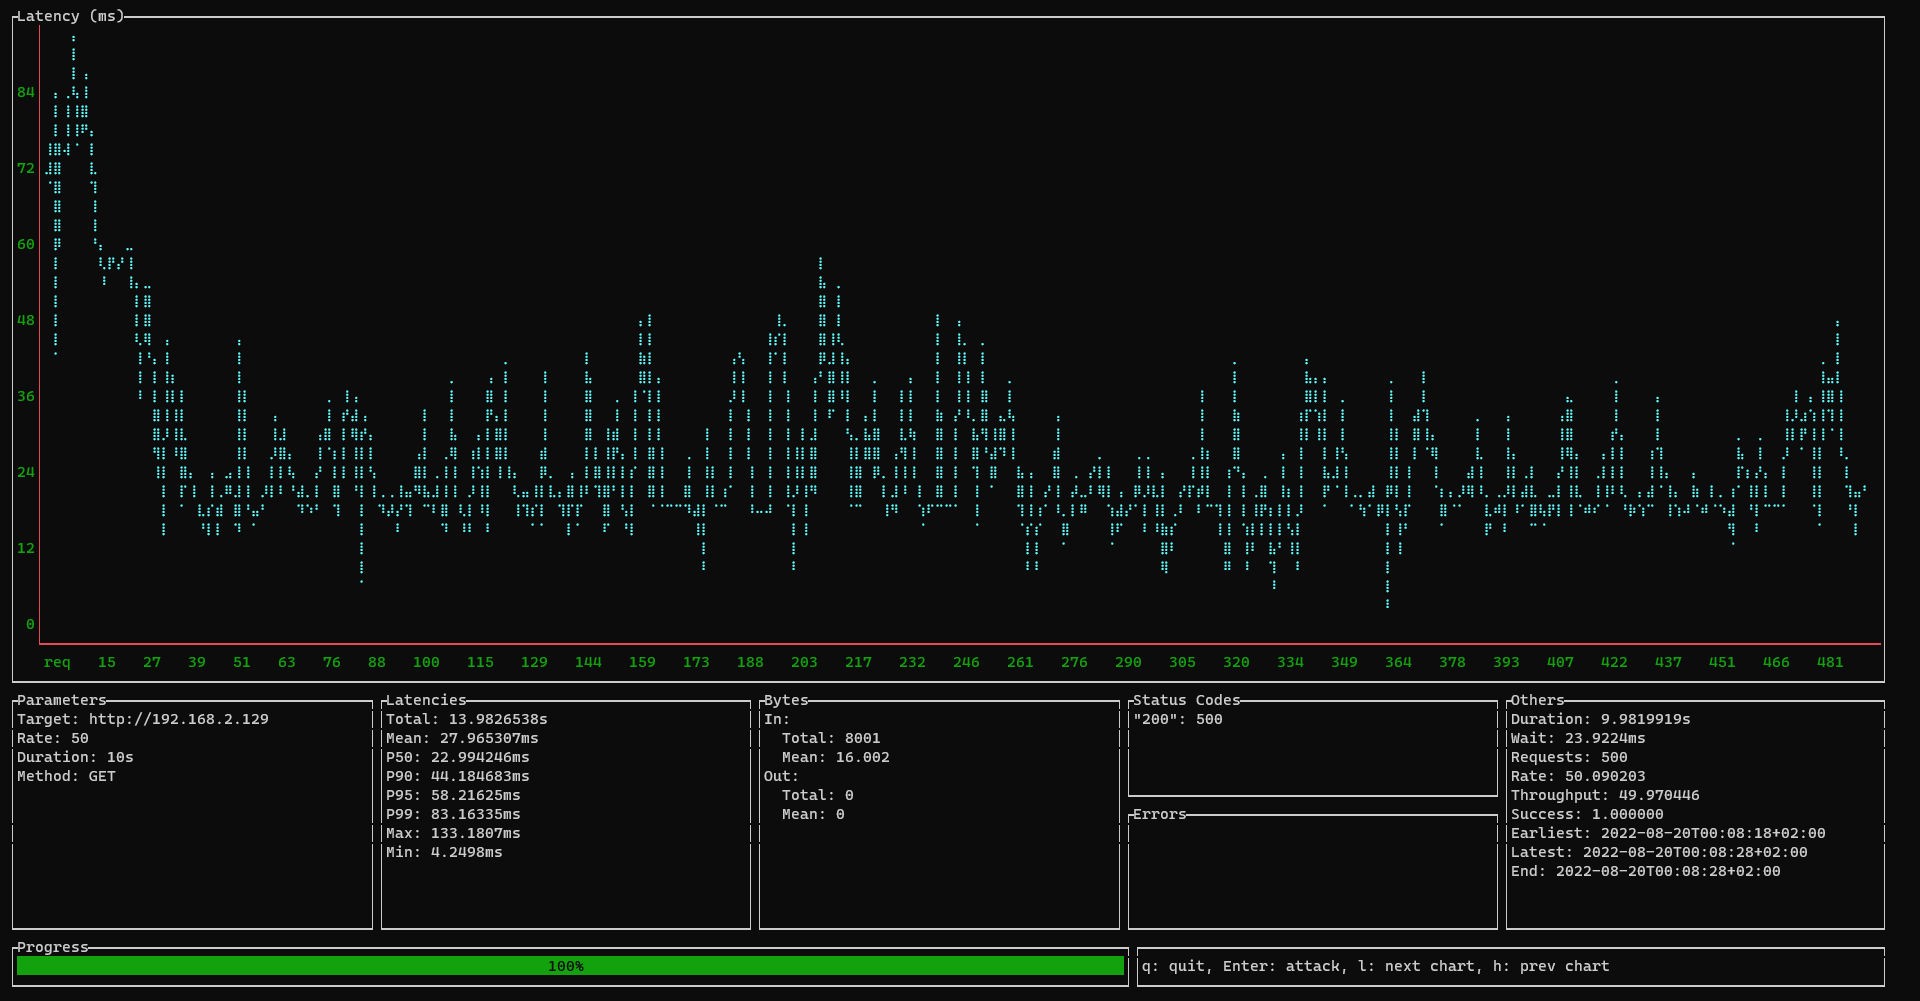 Latency (ms)
84
72
60
48
36
24
12
0
req 15 27 39 51 63 76 88 100 115 129 144 159 173 188 203 217 232 246 261 276 290 305 320 334 349 364 378 393 407 422 437 451 466 481
Parameters
Target: http://192.168.2.129
Rate: 50
Duration: 10s
Method: GET
Latencies
Total: 13.9826538s
Mean: 27.965307ms
P50: 22.994246ms
P90: 44.184683ms
P95: 58.21625ms
P99: 83.16335ms
Max: 133.1807ms
Min: 4.2498ms
Bytes
In:
Total: 8001
Mean: 16.002
Out:
Total: 0
Mean: 0
Status Codes
"200": 500
Errors
Others
Duration: 9.9819919s
Wait: 23.9224ms
Requests: 500
Rate: 50.090203
Throughput: 49.970446
Success: 1.000000
Earliest: 2022-08-20T00:08:18+02:00
Latest: 2022-08-20T00:08:28+02:00
End: 2022-08-20T00:08:28+02:00
Progress
100%
q: quit, Enter: attack, l: next chart, h: prev chart